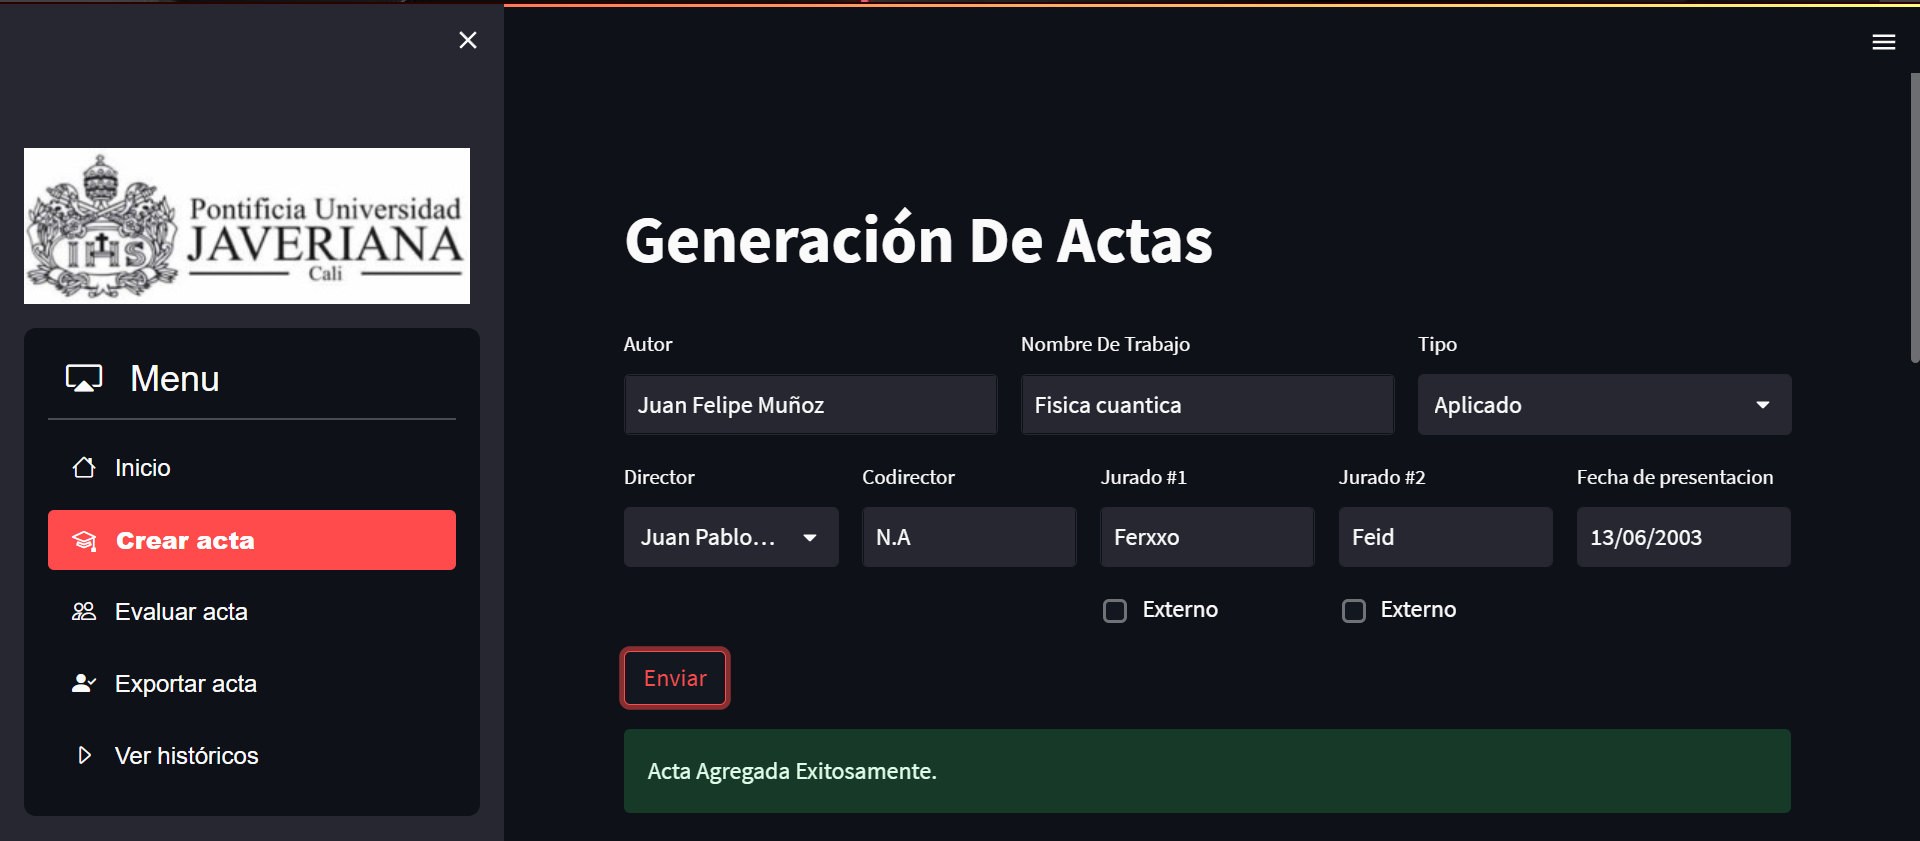 Pontificia Universidad
JAVERIANA
Cali
IHS
Menu
Inicio
Crear acta
Evaluar acta
Exportar acta
Ver históricos
Generación De Actas
Autor
Nombre De Trabajo
Tipo
Juan Felipe Muñoz
Fisica cuantica
Aplicado
Director
Codirector
Jurado #1
Jurado #2
Fecha de presentacion
Juan Pablo...
N.A
Ferxxo
Feid
13/06/2003
Externo
Externo
Enviar
Acta Agregada Exitosamente.